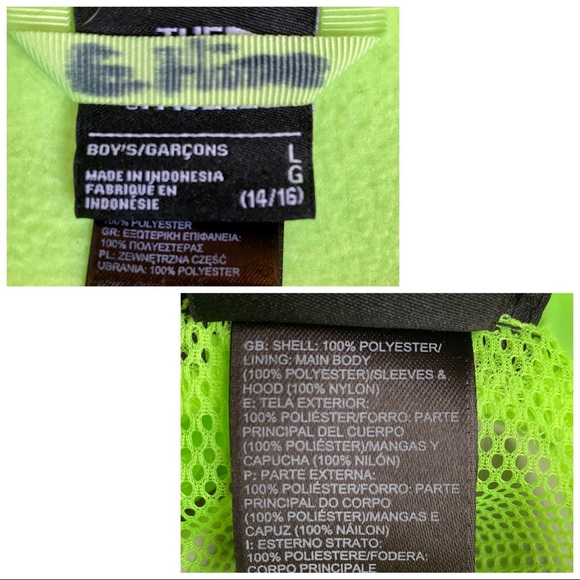 THE
BOY'S/GARÇONS
L
G
(14/16)
MADE IN INDONESIA
FABRIQUÉ EN
INDONÉSIE
100% POLYESTER
GR: ΕΞΩΤΕΡΙΚΗ ΕΠΙΦΑΝΕΙΑ:
100% ΠΟΛΥΕΣΤΕΡΑΣ
PL: ZEWNĘTRZNA CZĘŚĆ
UBRANIA: 100% POLYESTER
GB: SHELL: 100% POLYESTER/
LINING: MAIN BODY
(100% POLYESTER)/SLEEVES &
HOOD (100% NYLON)
E: TELA EXTERIOR:
100% POLIÉSTER/FORRO: PARTE
PRINCIPAL DEL CUERPO
(100% POLIÉSTER)/MANGAS Y
CAPUCHA (100% NILÓN)
P: PARTE EXTERNA:
100% POLIÉSTER/FORRO: PARTE
PRINCIPAL DO CORPO
(100% POLIÉSTER)/MANGAS E
CAPUZ (100% NÁILON)
I: ESTERNO STRATO:
100% POLIESTERE/FODERA:
CORPO PRINCIPALE